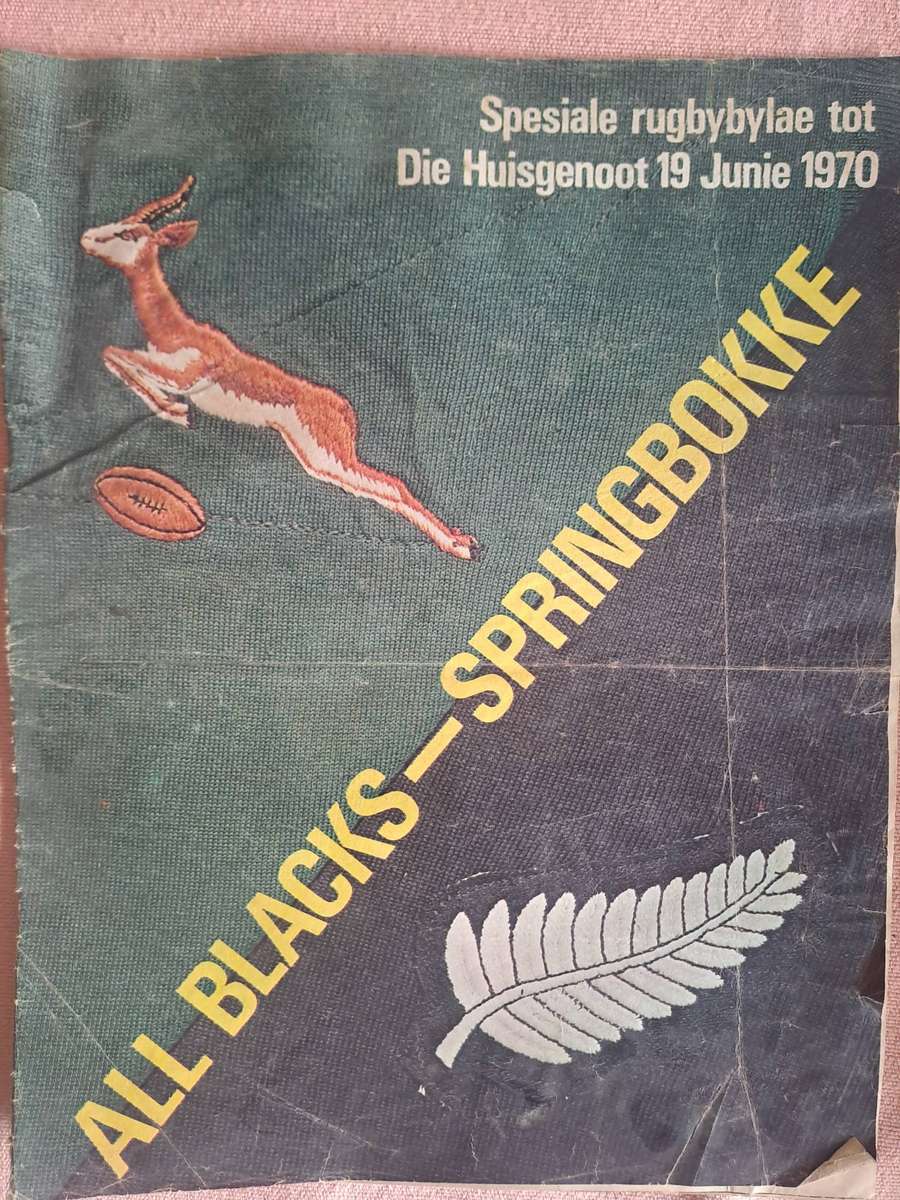 Spesiale rugbybylae tot
Die Huisgenoot 19 Junie 1970
ALL BLACKS—SPRINGBOKKE